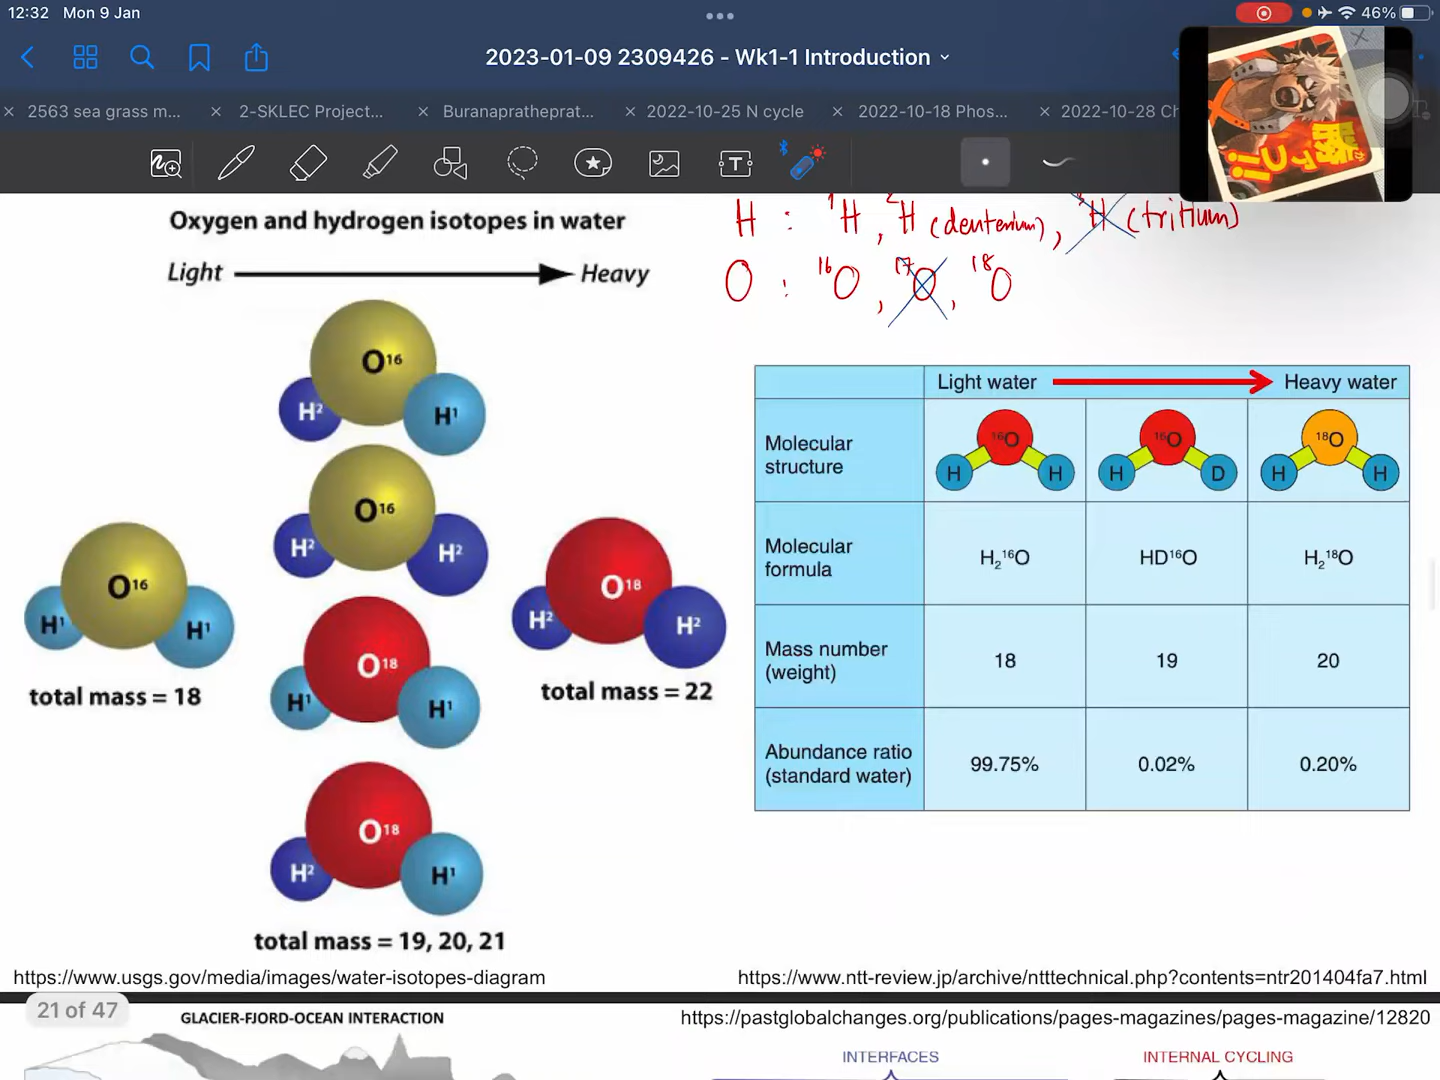 12:32 Mon 9 Jan
46%
2023-01-09 2309426 - Wk1-1 Introduction
2563 sea grass m...
2-SKLEC Project...
Buranapratheprat...
2022-10-25 N cycle
2022-10-18 Phos...
2022-10-28 Ch
Oxygen and hydrogen isotopes in water
Light
Heavy
H : ¹H, ²H (deuterium), ³H (tritium)
O : ¹⁶O, ¹⁷O, ¹⁸O
O¹⁶
H²
H¹
O¹⁶
H²
H²
O¹⁶
H¹
H¹
total mass = 18
O¹⁸
H¹
H¹
O¹⁸
H²
H²
total mass = 22
O¹⁸
H²
H¹
total mass = 19, 20, 21
https://www.usgs.gov/media/images/water-isotopes-diagram
Light water
Heavy water
Molecular
structure
¹⁶O
H
H
¹⁶O
H
D
¹⁸O
H
H
Molecular
formula
H₂¹⁶O
HD¹⁶O
H₂¹⁸O
Mass number
(weight)
18
19
20
Abundance ratio
(standard water)
99.75%
0.02%
0.20%
https://www.ntt-review.jp/archive/ntttechnical.php?contents=ntr201404fa7.html
21 of 47
GLACIER-FJORD-OCEAN INTERACTION
https://pastglobalchanges.org/publications/pages-magazines/pages-magazine/12820
INTERFACES
INTERNAL CYCLING